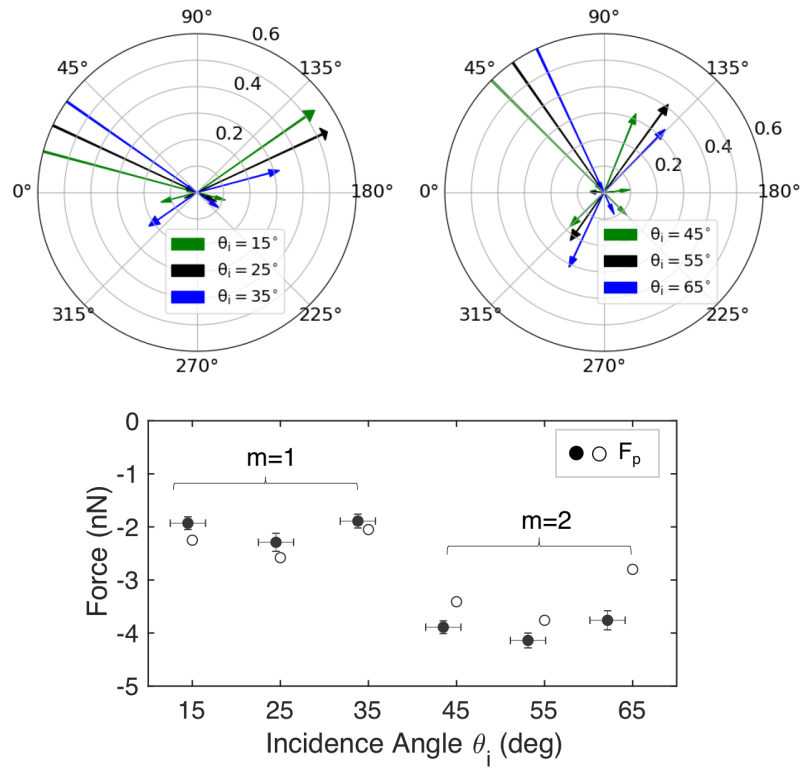 90°
0.6
45°
135°
0.4
0.2
0°
180°
θi = 15°
θi = 25°
θi = 35°
315°
225°
270°
90°
45°
135°
0.6
0.4
0.2
0°
180°
θi = 45°
θi = 55°
θi = 65°
315°
225°
270°
0
-1
-2
-3
-4
-5
Force (nN)
m=1
m=2
Fp
15 25 35 45 55 65
Incidence Angle θi (deg)